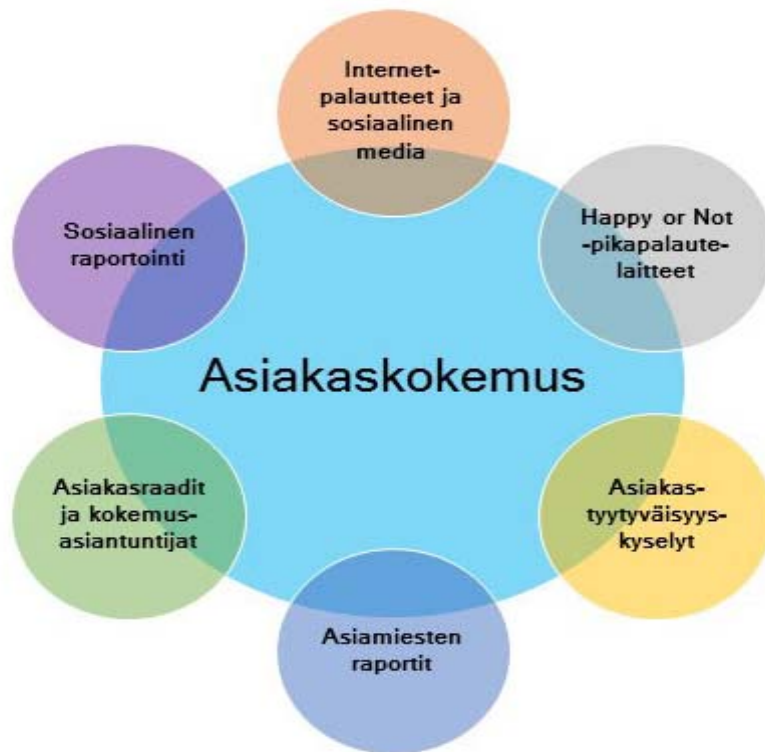 Internet-
palautteet ja
sosiaalinen
media
Happy or Not
-pikapalaute-
laitteet
Sosiaalinen
raportointi
Asiakaskokemus
Asiakasraadit
ja kokemus-
asiantuntijat
Asiakas-
tyytyväisyys-
kyselyt
Asiamiesten
raportit